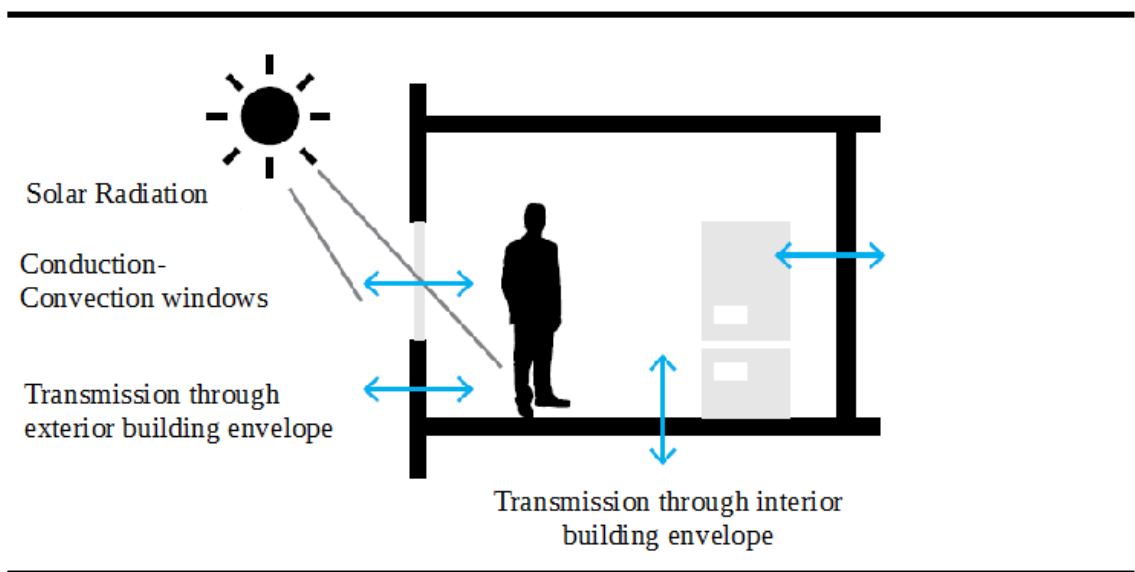 Solar Radiation
Conduction-
Convection windows
Transmission through
exterior building envelope
Transmission through interior
building envelope